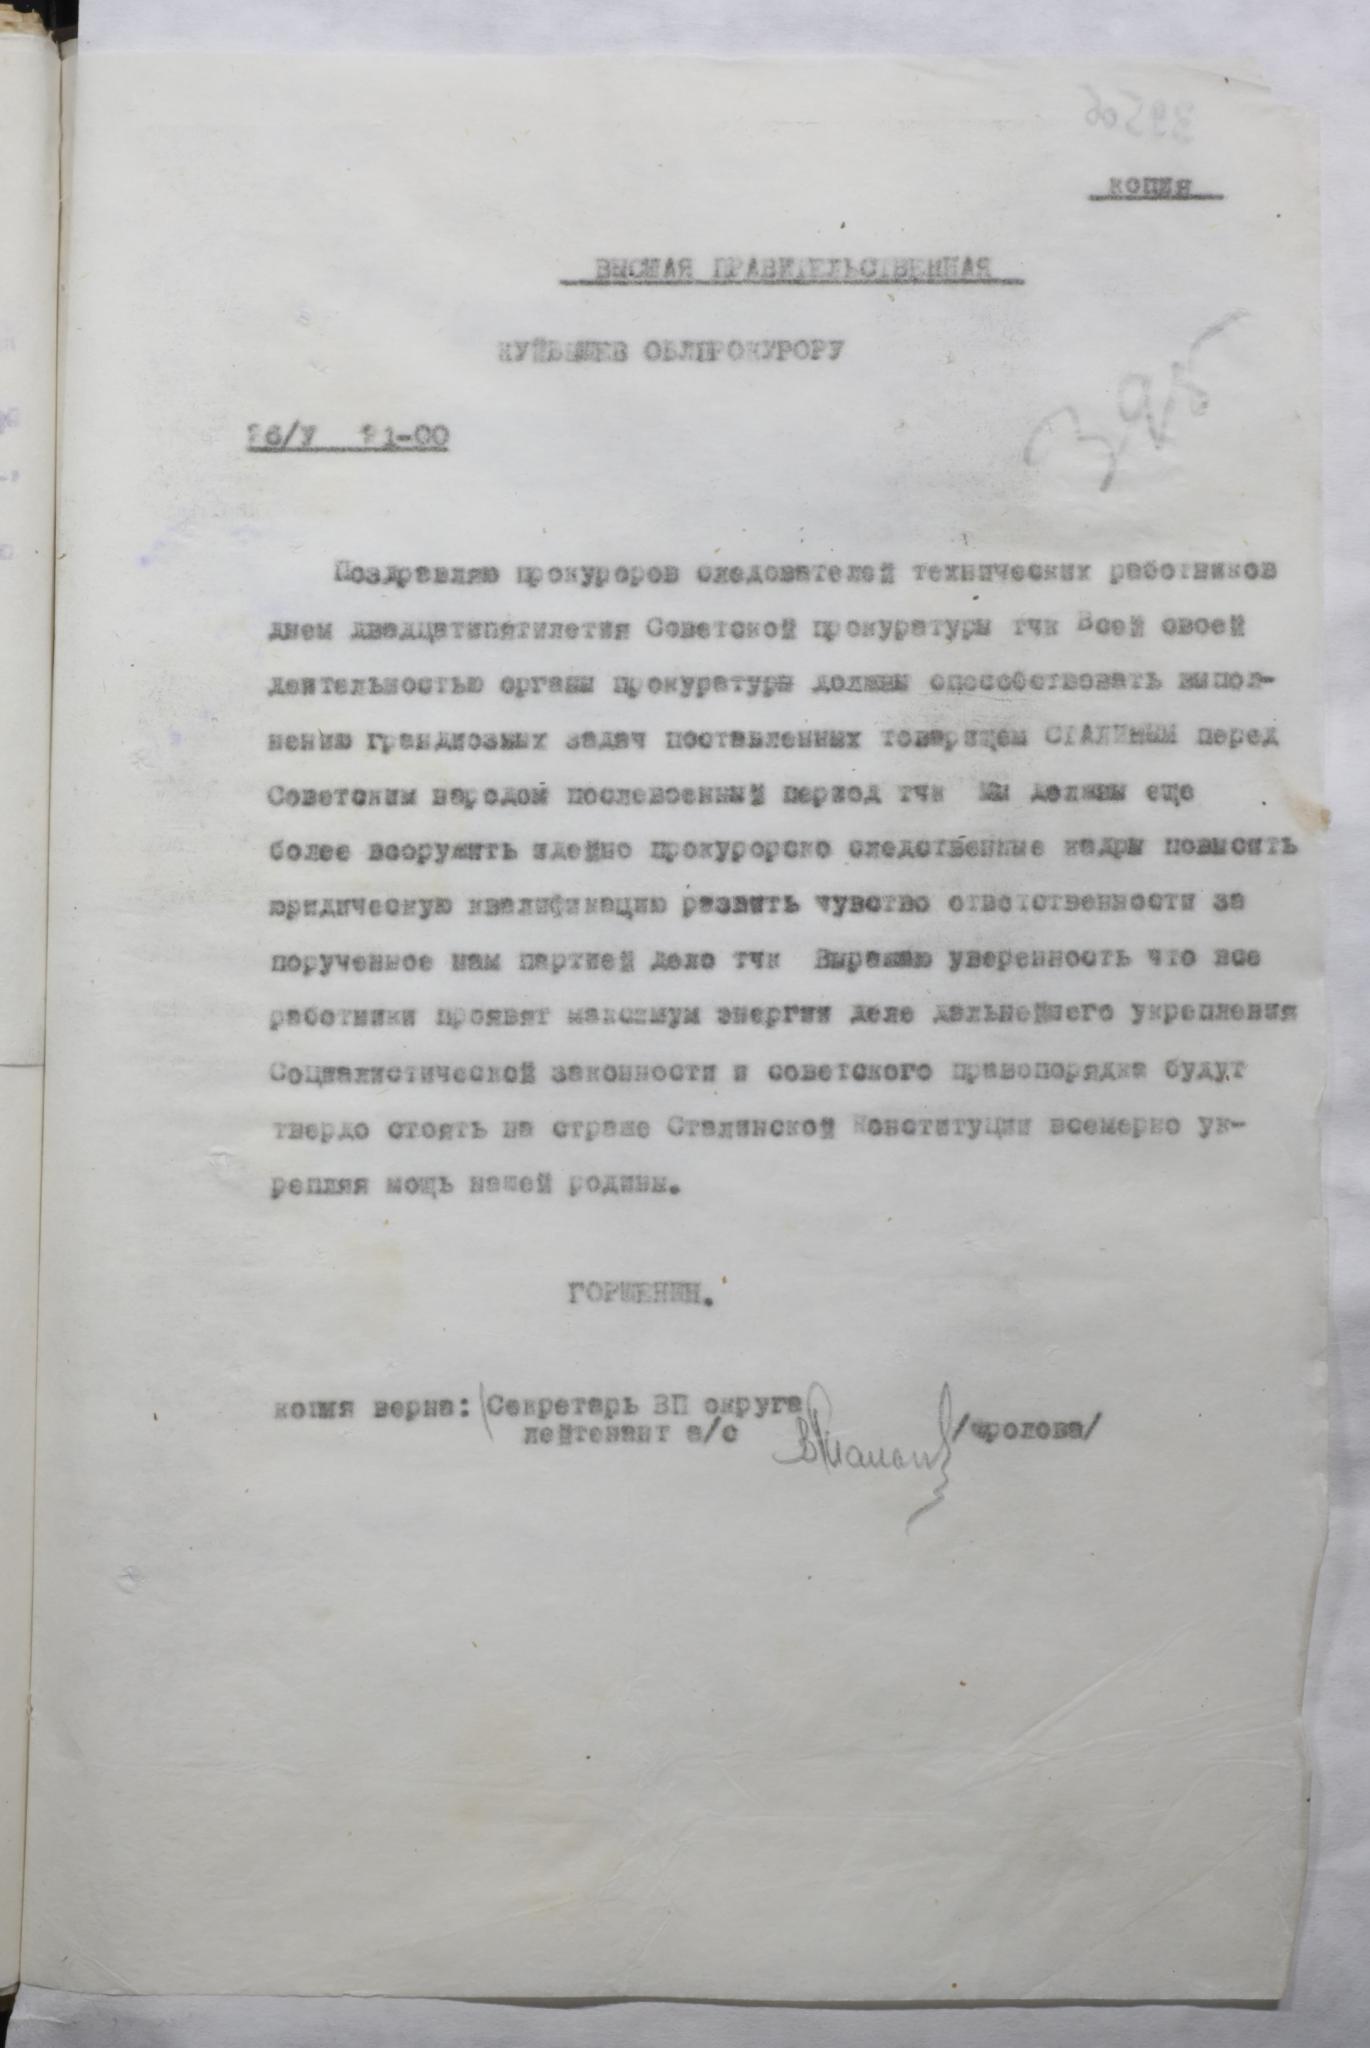 копия
ВЫСШАЯ ПРАВИТЕЛЬСТВЕННАЯ
КУЙБЫШЕВ ОБЛПРОКУРОРУ
26/У 21-00
395
Поздравляю прокуроров следователей технических работников
днем двадцатипятилетия Советской прокуратуры тчк Всей своей
деятельностью органы прокуратуры должны способствовать выпол-
нению грандиозных задач поставленных товарищем СТАЛИНЫМ перед
Советским народом послевоенный период тчк Мы должны еще
более вооружить идейно прокурорско следственные кадры повысить
юридическую квалификацию развить чувство ответственности за
порученное нам партией дело тчк Выражаю уверенность что все
работники проявят максимум энергии деле дальнейшего укрепления
Социалистической законности и советского правопорядка будут
твердо стоять на страже Сталинской Конституции всемерно ук-
репляя мощь нашей родины.
ГОРШЕНИН.
копия верна: Секретарь ВП округа
лейтенант а/с /Фролова/